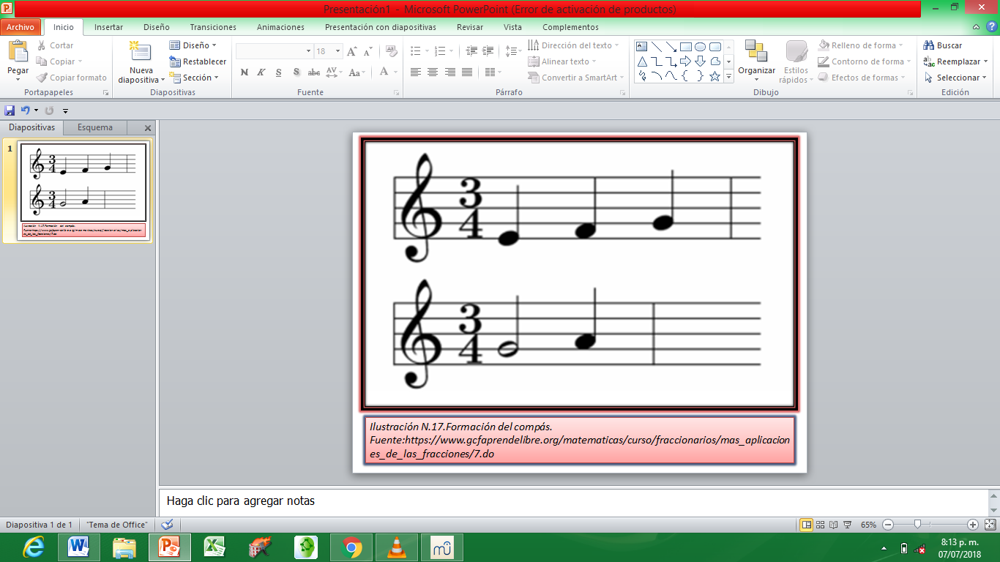 Presentación1 - Microsoft PowerPoint (Error de activación de productos)
Archivo Inicio Insertar Diseño Transiciones Animaciones Presentación con diapositivas Revisar Vista Complementos
Pegar
Cortar
Copiar
Copiar formato
Portapapeles
Nueva diapositiva
Diseño
Restablecer
Sección
Diapositivas
18
N K S S abc AV Aa A
Fuente
Dirección del texto
Alinear texto
Convertir a SmartArt
Párrafo
Organizar
Estilos rápidos
Relleno de forma
Contorno de forma
Efectos de formas
Dibujo
Buscar
Reemplazar
Seleccionar
Edición
Diapositivas Esquema
1
3
4
3
4
Ilustración N.17.Formación del compás.
Fuente:https://www.gcfaprendelibre.org/matematicas/curso/fraccionarios/mas_aplicacion
es_de_las_fracciones/7.do
Haga clic para agregar notas
Diapositiva 1 de 1 "Tema de Office" 65%
8:13 p. m.
07/07/2018